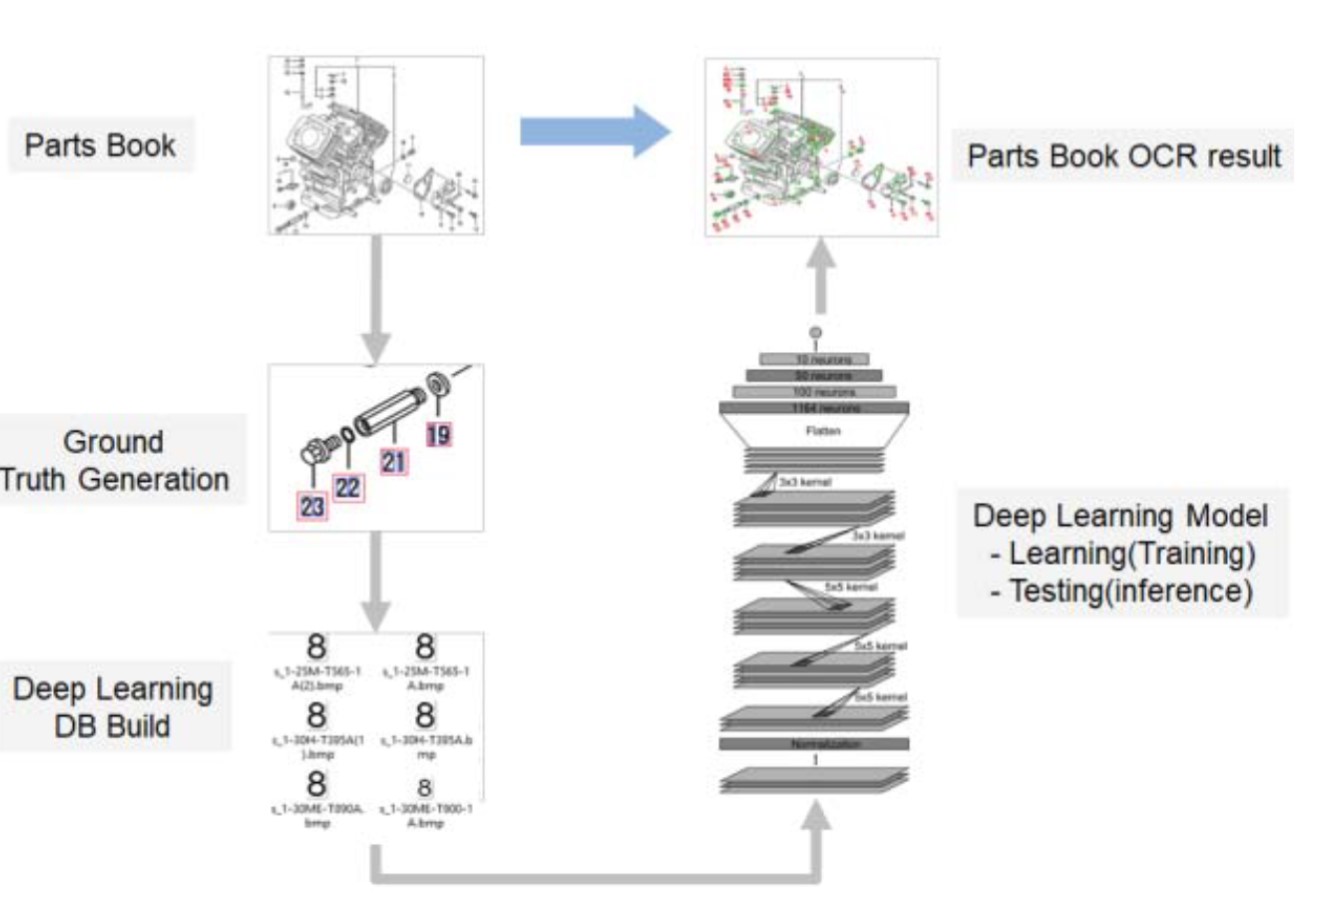 Parts Book
Parts Book OCR result
Ground
Truth Generation
19
21
22
23
Deep Learning
DB Build
8
8
s_1-25M-T565-1
A(2).bmp
s_1-25M-T565-1
A.bmp
8
8
s_1-30H-T395A(1
).bmp
s_1-30H-T395A.b
mp
8
8
s_1-30ME-T890A.
bmp
s_1-30ME-T900-1
A.bmp
10 neurons
50 neurons
100 neurons
1164 neurons
Flatten
3x3 kernel
3x3 kernel
5x5 kernel
5x5 kernel
5x5 kernel
Normalization
Deep Learning Model
- Learning(Training)
- Testing(inference)